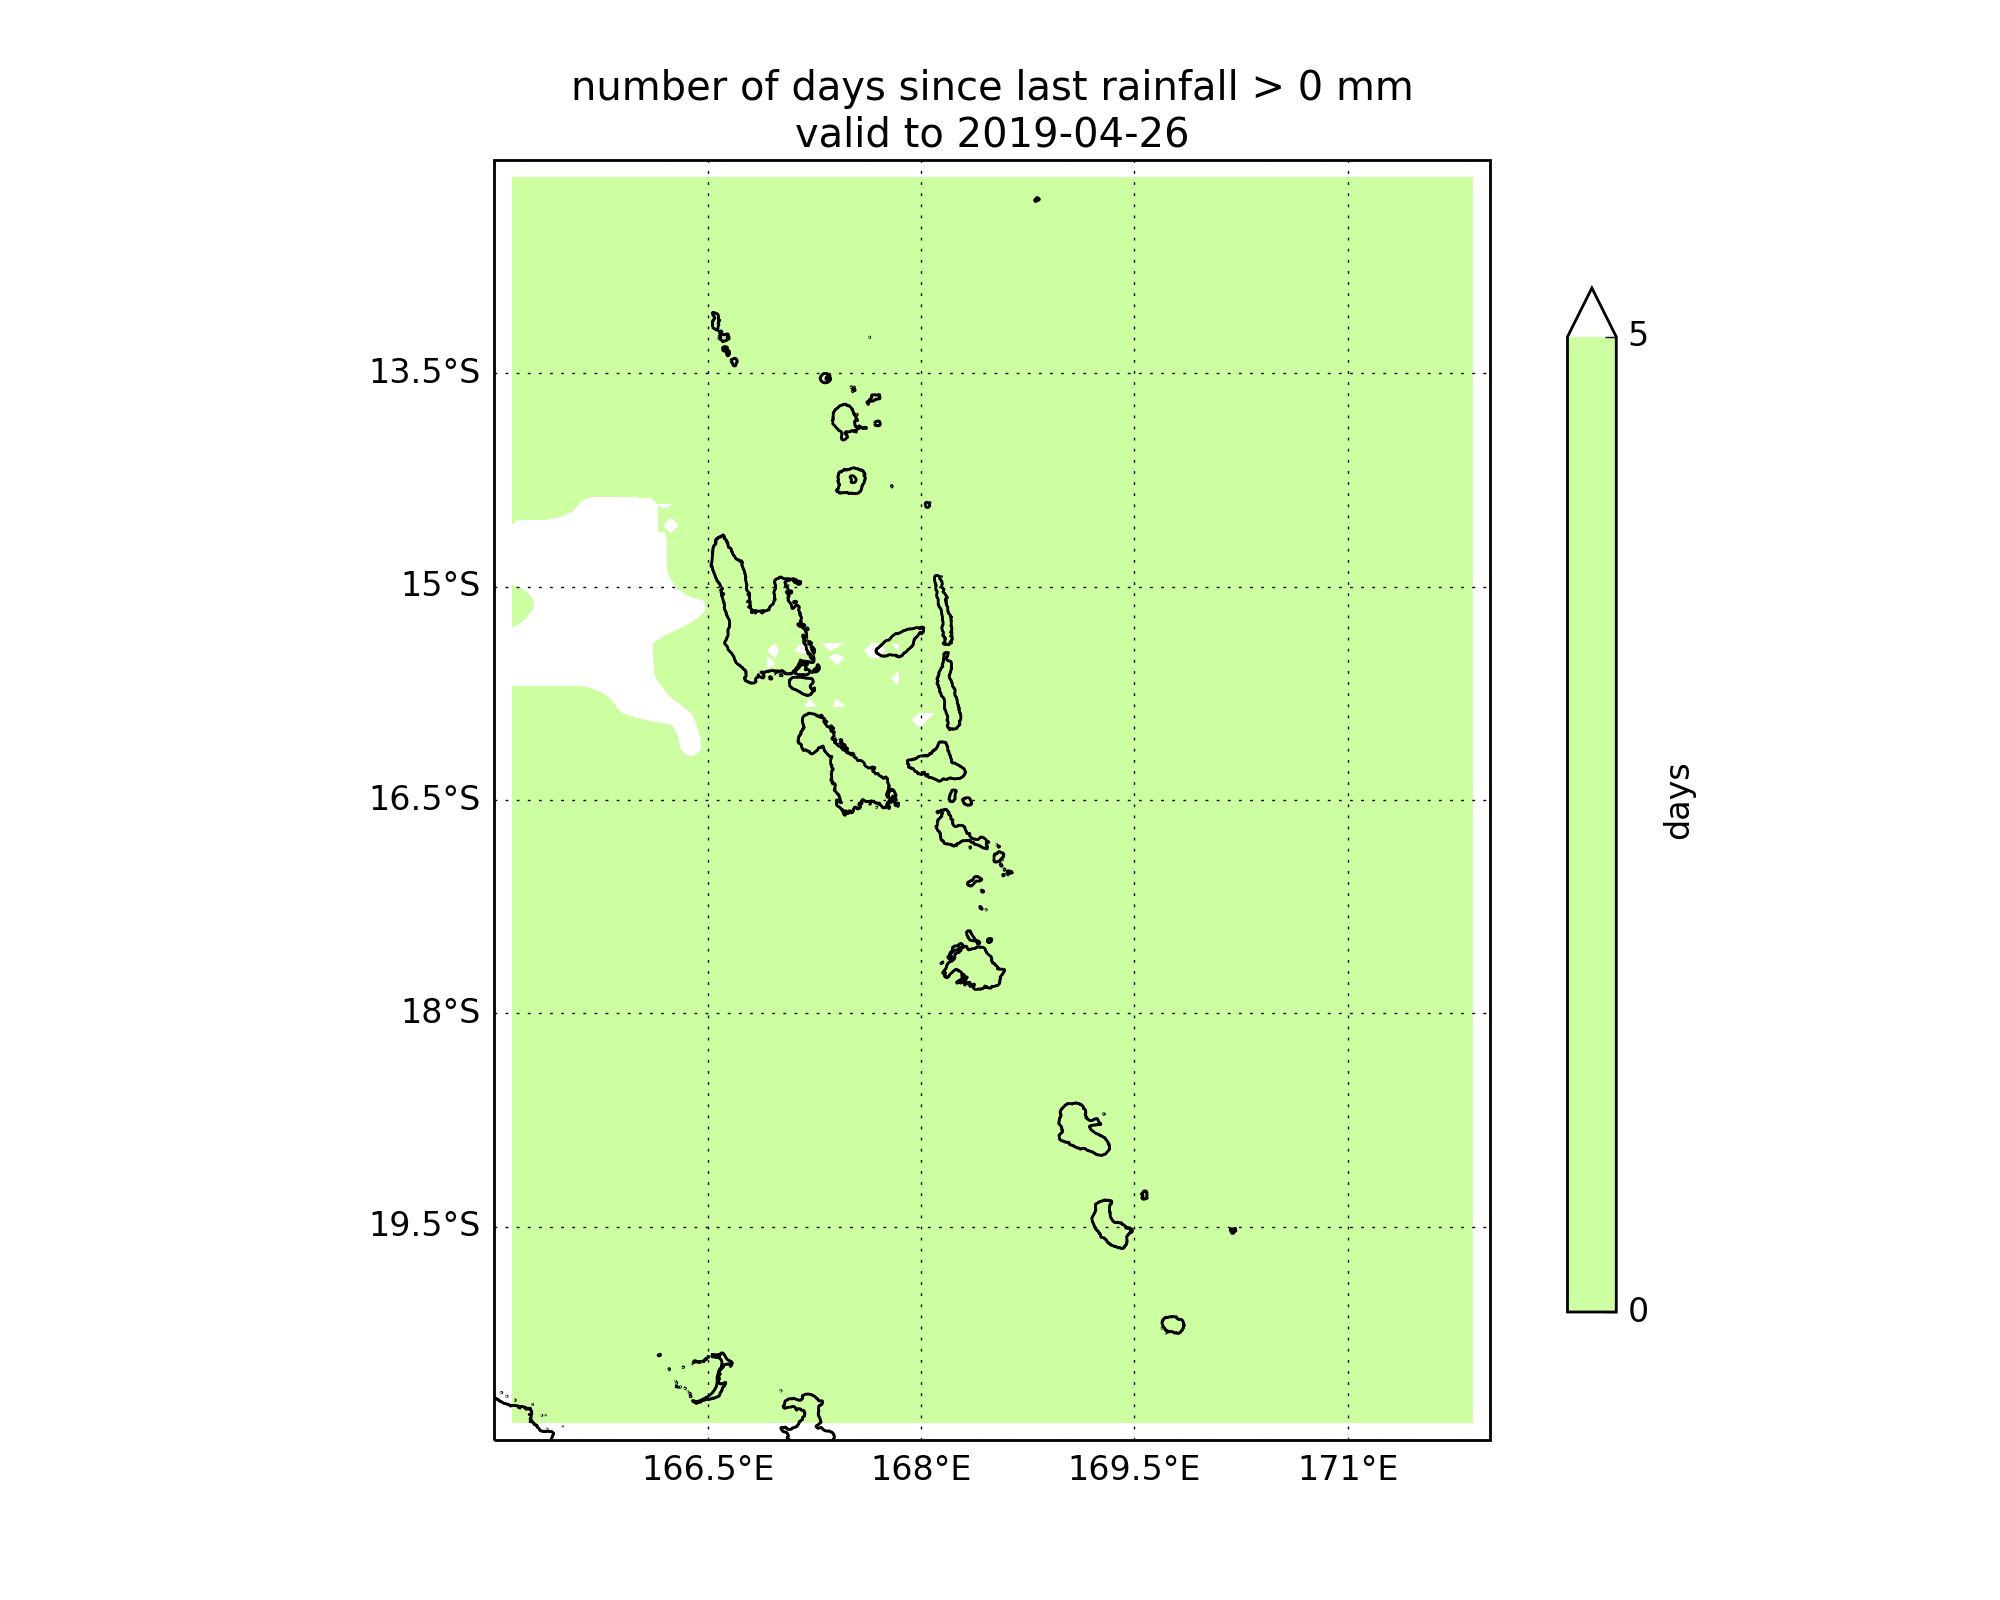 number of days since last rainfall > 0 mm
valid to 2019-04-26
13.5°S
15°S
16.5°S
18°S
19.5°S
166.5°E
168°E
169.5°E
171°E
5
0
days